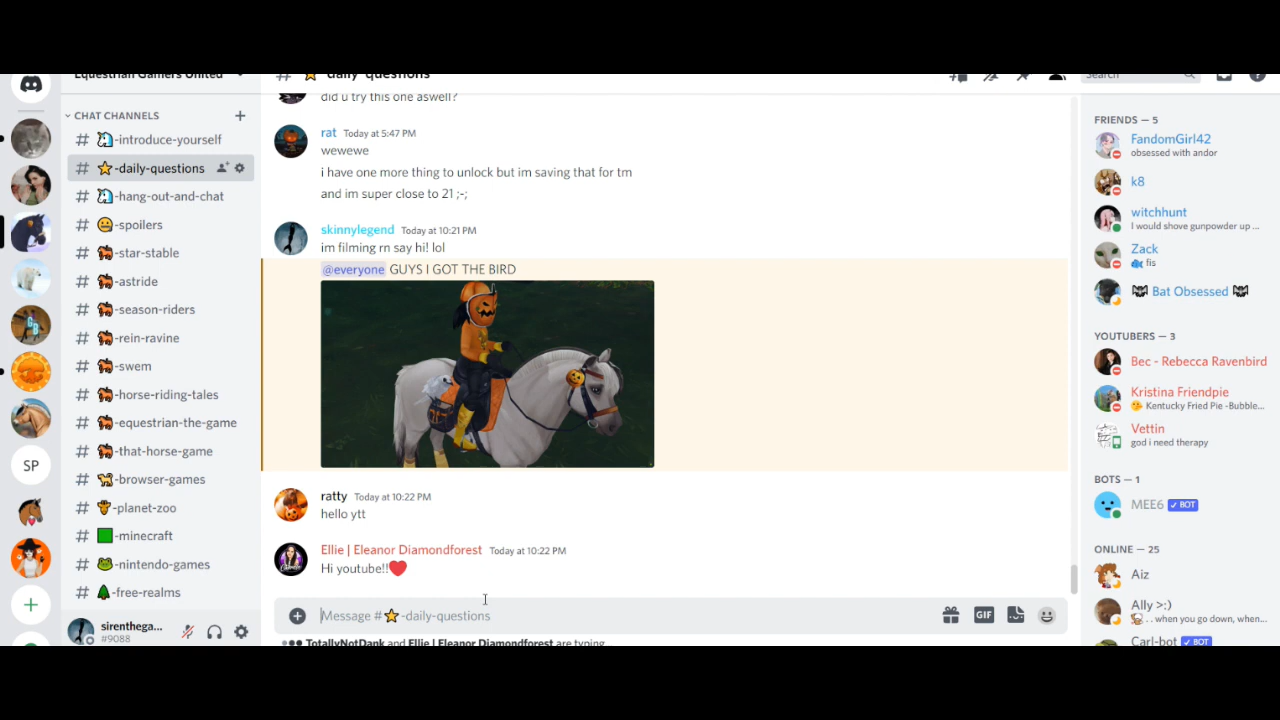 Equestrian Gamers United
CHAT CHANNELS
# -introduce-yourself
# -daily-questions
# -hang-out-and-chat
# -spoilers
# -star-stable
# -astride
# -season-riders
# -rein-ravine
# -swem
# -horse-riding-tales
# -equestrian-the-game
# -that-horse-game
# -browser-games
# -planet-zoo
# -minecraft
# -nintendo-games
# -free-realms
SP
sirenthega...
#9088
# daily-questions
did u try this one aswell?
rat Today at 5:47 PM
wewewe
i have one more thing to unlock but im saving that for tm
and im super close to 21 ;-;
skinnylegend Today at 10:21 PM
im filming rn say hi! lol
@everyone GUYS I GOT THE BIRD
ratty Today at 10:22 PM
hello ytt
Ellie | Eleanor Diamondforest Today at 10:22 PM
Hi youtube!!❤
Message #⭐-daily-questions
GIF
TotallyNotDank and Ellie | Eleanor Diamondforest are typing...
Search
FRIENDS — 5
FandomGirl42
obsessed with andor
k8
witchhunt
I would shove gunpowder up ...
Zack
fis
Bat Obsessed
YOUTUBERS — 3
Bec - Rebecca Ravenbird
Kristina Friendpie
Kentucky Fried Pie -Bubble...
Vettin
god i need therapy
BOTS — 1
MEE6 ✓ BOT
ONLINE — 25
Aiz
Ally >:)
. . when you go down, when...
Carl-bot ✓ BOT